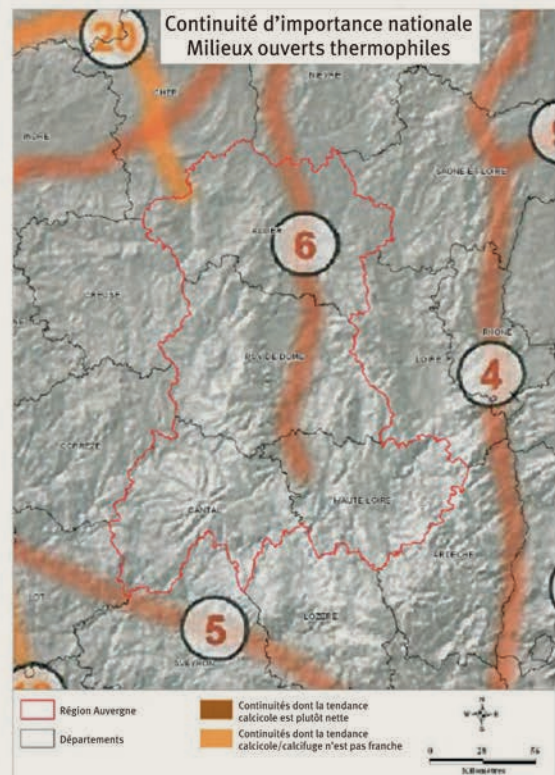 Continuité d'importance nationale
Milieux ouverts thermophiles
20
NIEVRE
CHER
INDRE
SAONE ET LOIRE
ALLIER
6
CREUSE
PUY DE DOME
LOIRE
RHONE
4
CORREZE
CANTAL
HAUTE LOIRE
ARDECHE
LOT
5
LOZERE
AVEYRON
Région Auvergne
Départements
Continuités dont la tendance
calcicole est plutôt nette
Continuités dont la tendance
calcicole/calcifuge n'est pas franche
N
W
E
S
0 28 56
Kilomètres